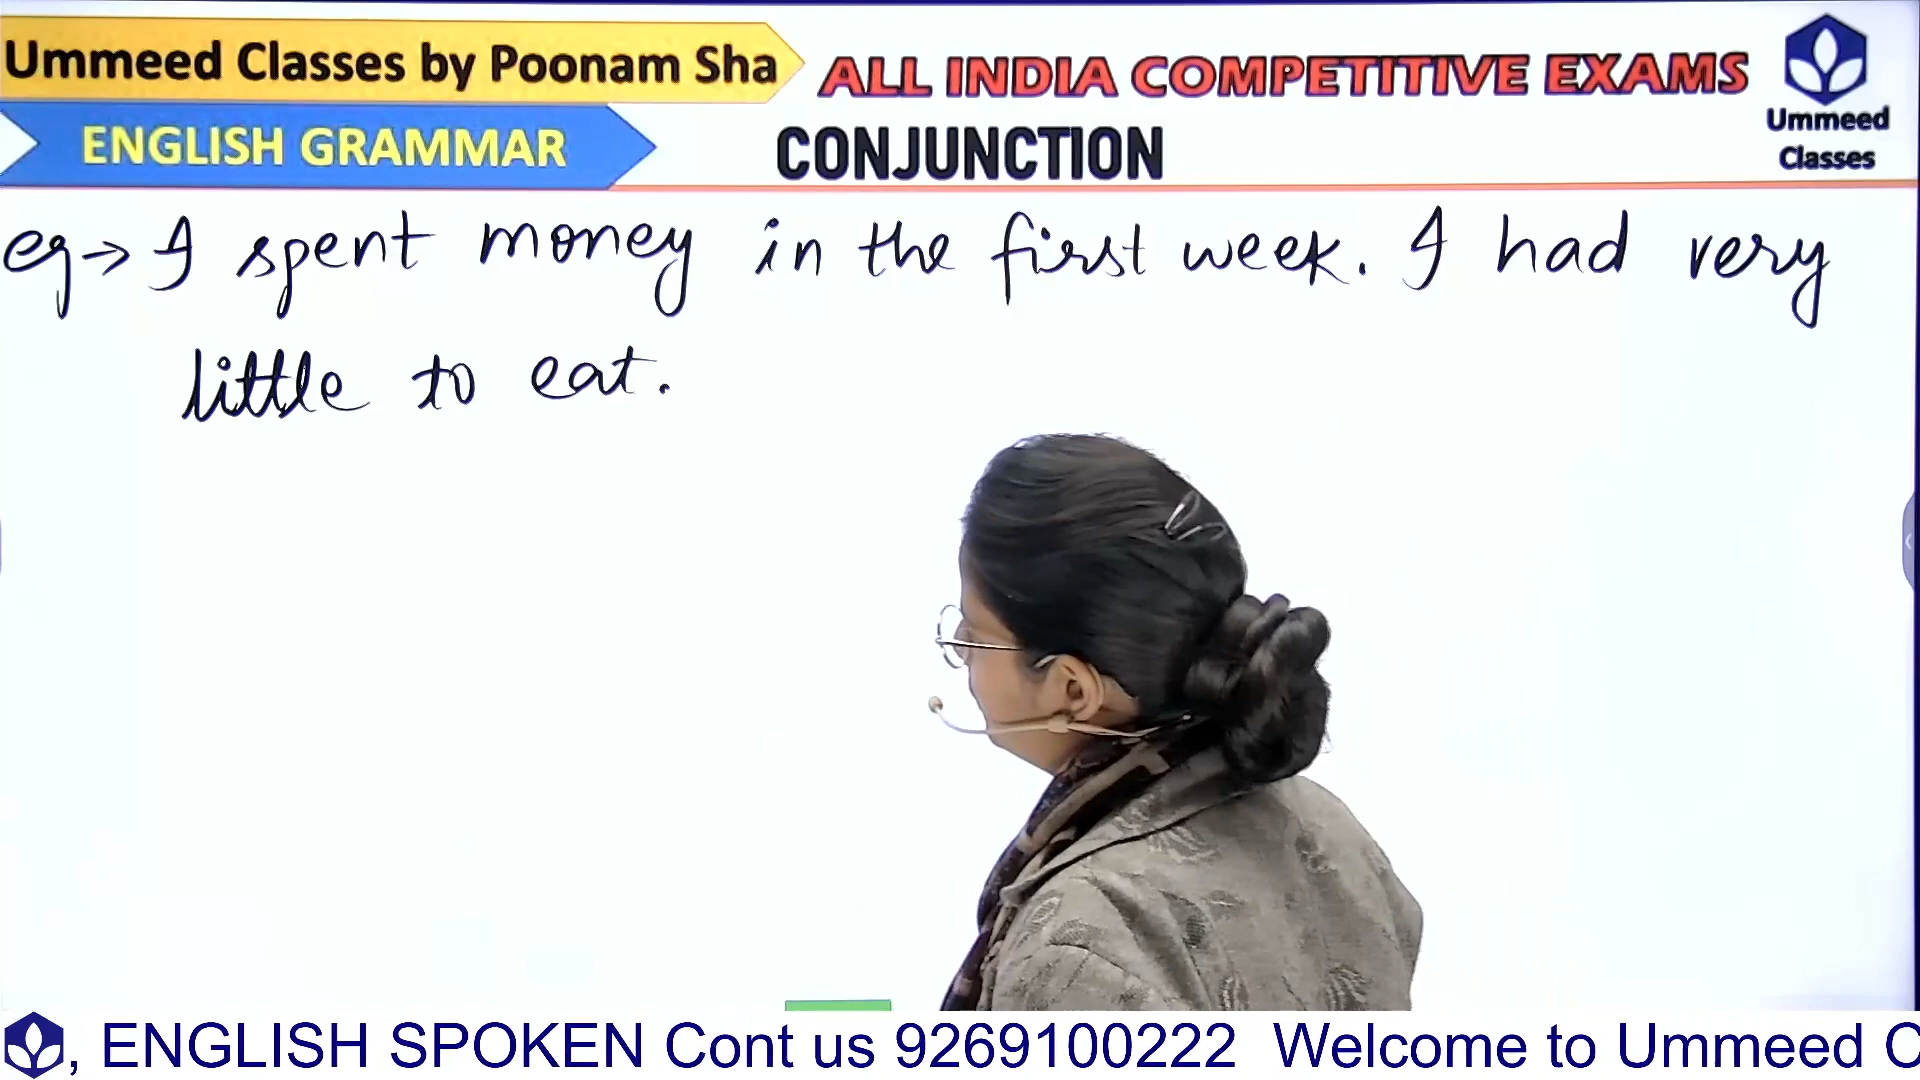 Ummeed Classes by Poonam Sha
ALL INDIA COMPETITIVE EXAMS
Ummeed
Classes
ENGLISH GRAMMAR
CONJUNCTION
eg→ I spent money in the first week. I had very
little to eat.
, ENGLISH SPOKEN Cont us 9269100222 Welcome to Ummeed C